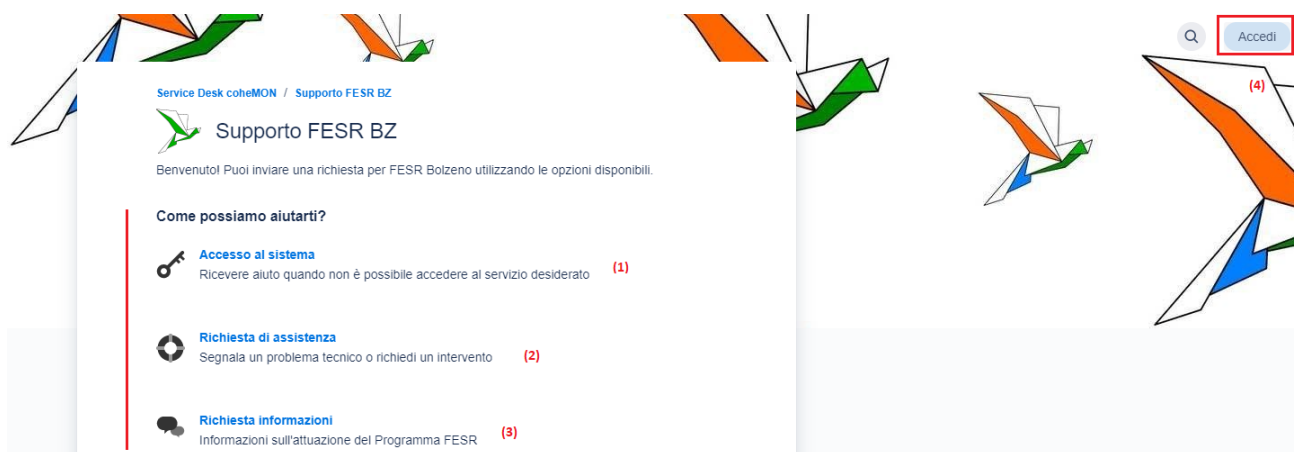 Accedi
(4)
Service Desk coheMON / Supporto FESR BZ
Supporto FESR BZ
Benvenuto! Puoi inviare una richiesta per FESR Bolzeno utilizzando le opzioni disponibili.
Come possiamo aiutarti?
Accesso al sistema
Ricevere aiuto quando non è possibile accedere al servizio desiderato (1)
Richiesta di assistenza
Segnala un problema tecnico o richiedi un intervento (2)
Richiesta informazioni
Informazioni sull'attuazione del Programma FESR (3)